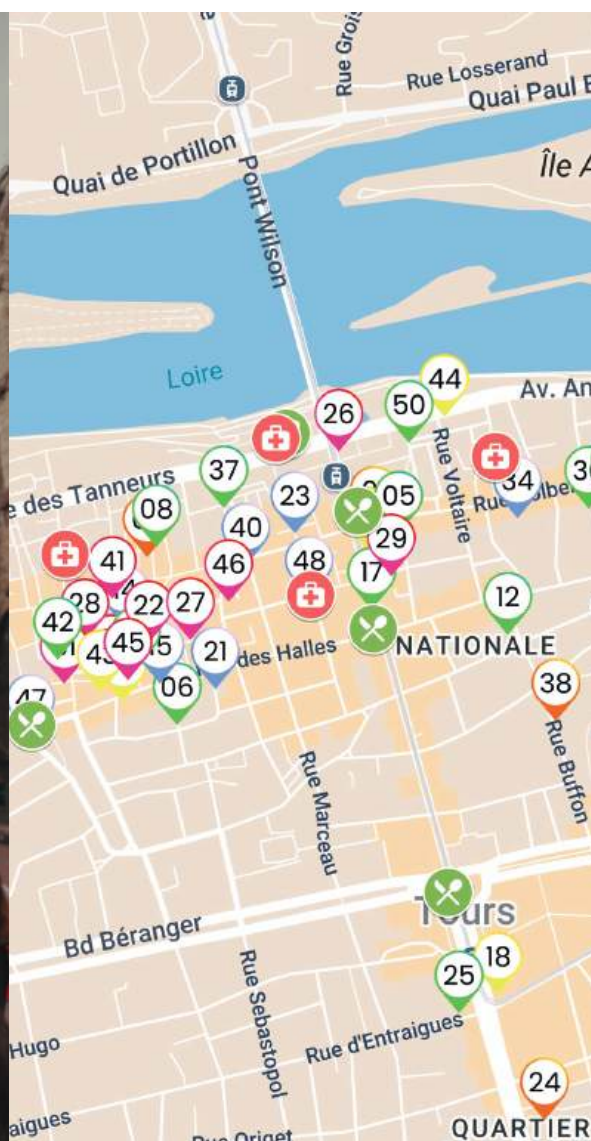 Rue Losserand
Quai Paul
Quai de Portillon
Pont Wilson
Île
Loire
44
50
26
Av.
37
Rue Voltaire
34
des Tanneurs
23
05
08
40
29
41
46
48
17
12
28
22
27
42
45
21
des Halles
NATIONALE
06
38
47
Rue Buffon
Rue Marceau
Tours
Bd Béranger
18
25
Rue Sebastopol
Rue d'Entraigues
Hugo
24
QUARTIER